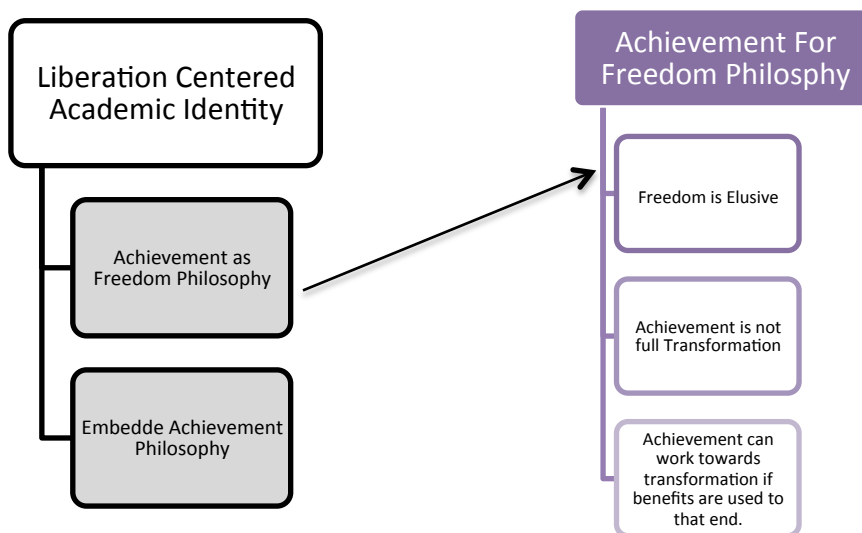 Liberation Centered
Academic Identity
Achievement as
Freedom Philosophy
Embedde Achievement
Philosophy
Achievement For
Freedom Philosphy
Freedom is Elusive
Achievement is not
full Transformation
Achievement can
work towards
transformation if
benefits are used to
that end.